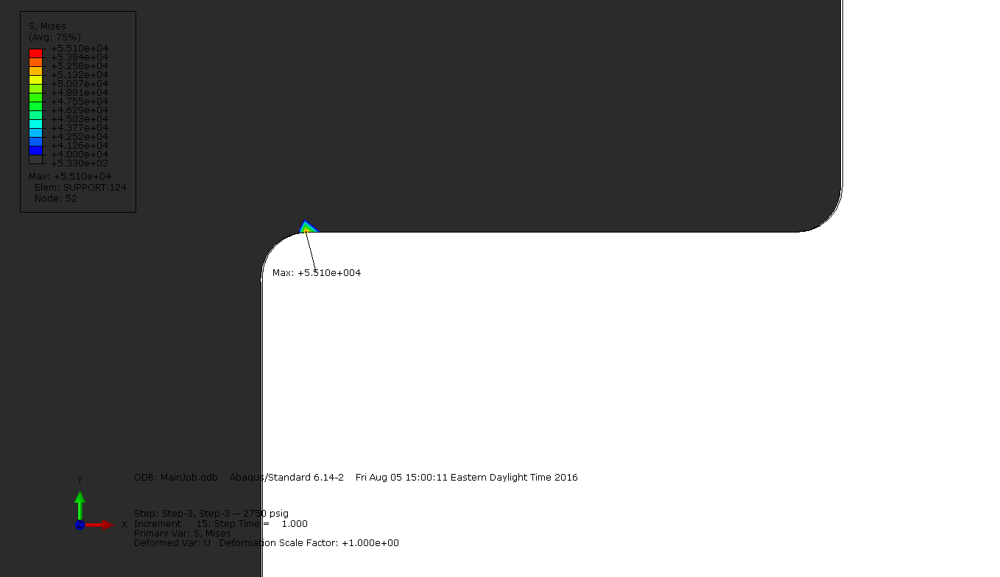 S, Mises
(Avg: 75%)
+5.510e+04
+5.384e+04
+5.258e+04
+5.132e+04
+5.007e+04
+4.881e+04
+4.755e+04
+4.629e+04
+4.503e+04
+4.377e+04
+4.252e+04
+4.126e+04
+4.000e+04
+5.330e+02
Max: +5.510e+04
Elem: SUPPORT.124
Node: 52
Max: +5.510e+004
ODB: MainJob.odb Abaqus/Standard 6.14-2 Fri Aug 05 15:00:11 Eastern Daylight Time 2016
Y
X
Z
Step: Step-3, Step-3 -- 2750 psig
Increment 15: Step Time = 1.000
Primary Var: S, Mises
Deformed Var: U Deformation Scale Factor: +1.000e+00